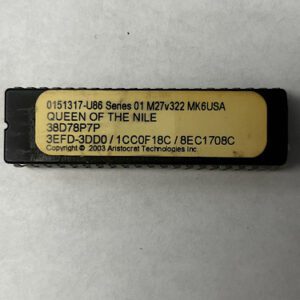 0151317-U86 Series 01 M27v322 MK6USA
QUEEN OF THE NILE
38D78P7P
3EFD-3DD0 / 1CC0F18C / 8EC1708C
Copyright © 2003 Aristocrat Technologies Inc